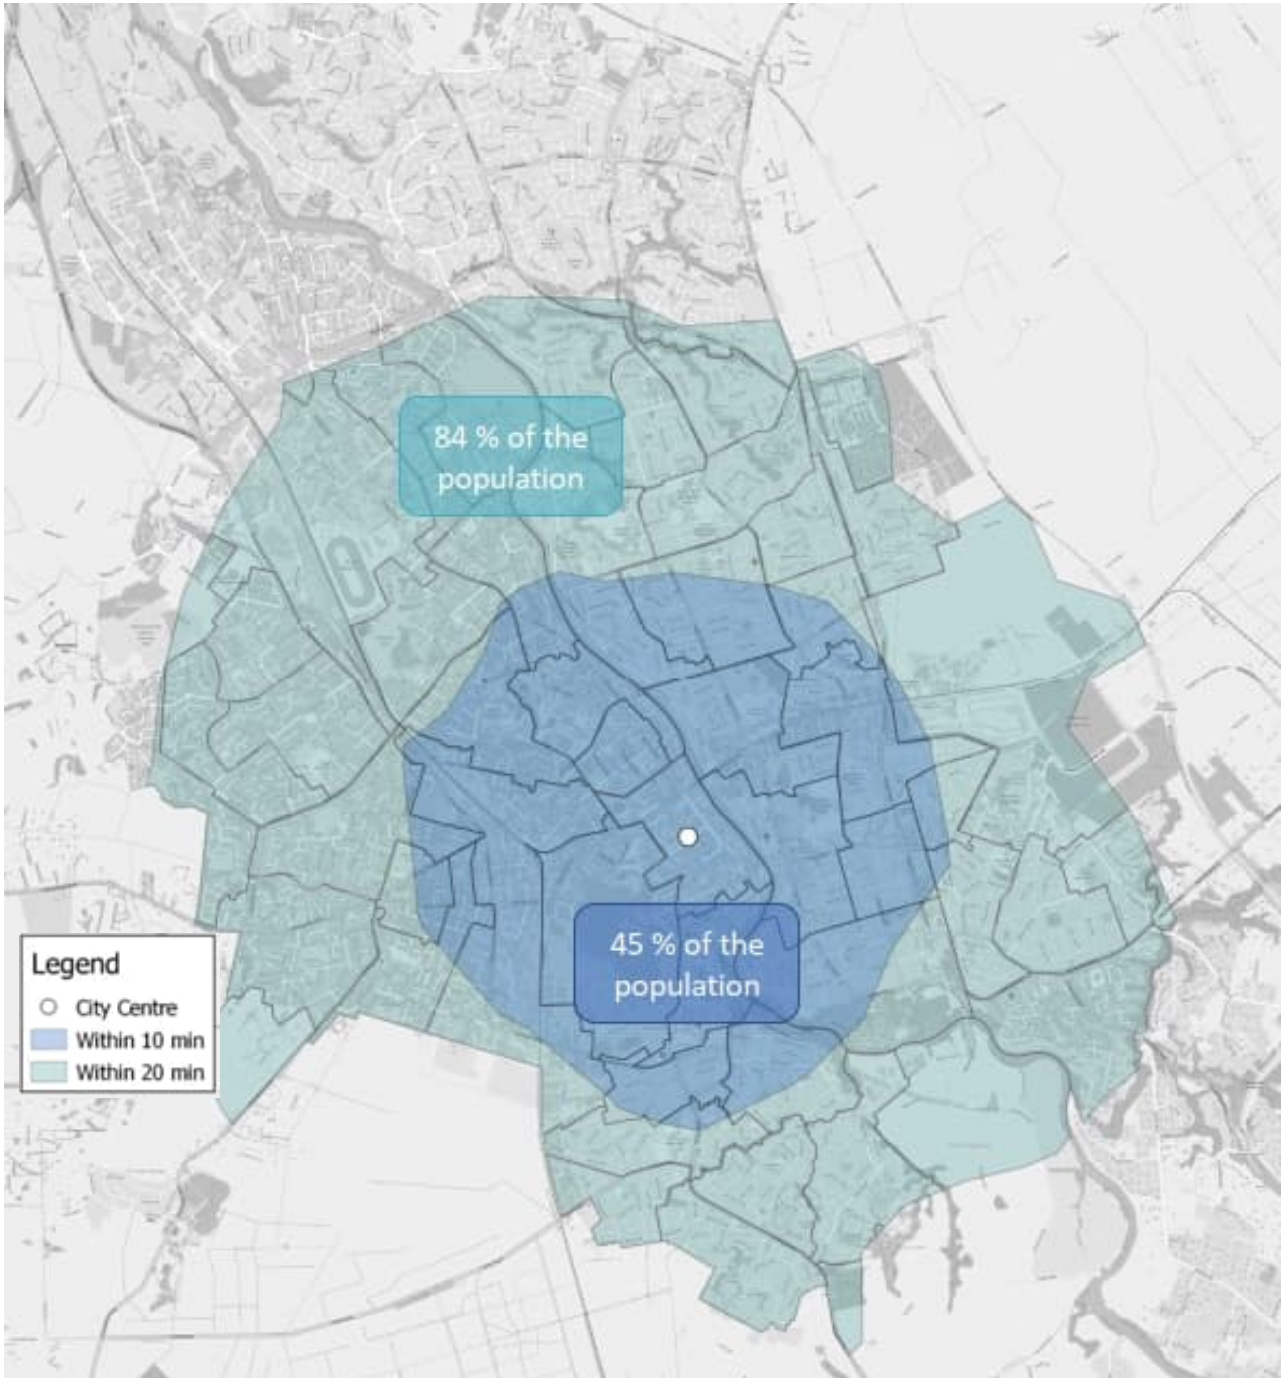 84 % of the
population
45 % of the
population
Legend
City Centre
Within 10 min
Within 20 min